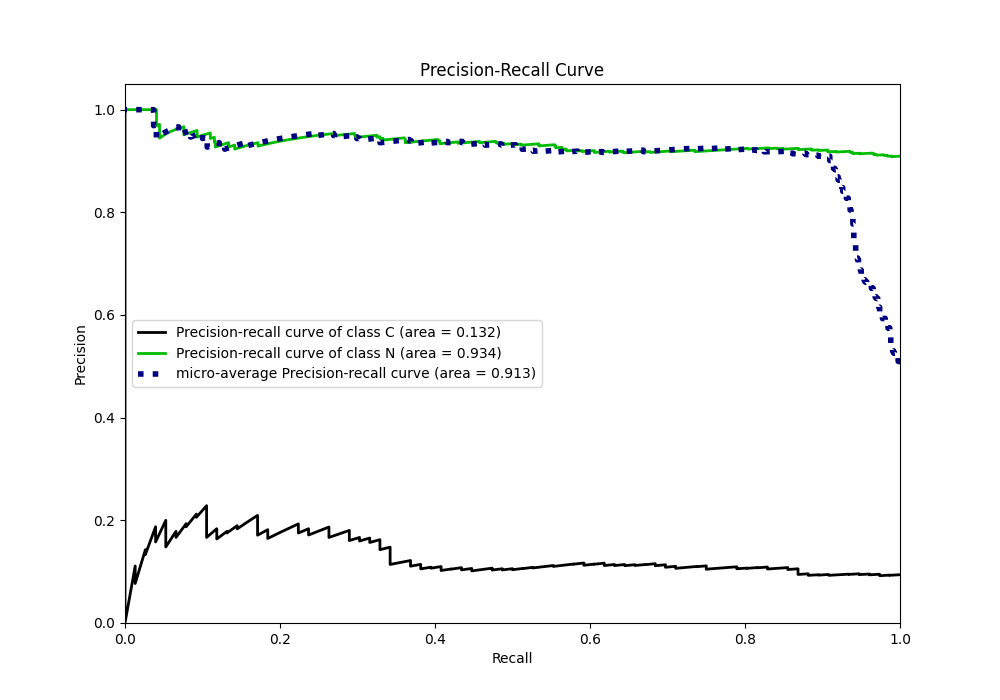 Precision-Recall Curve
1.0
0.8
0.6
0.4
0.2
0.0
Precision
Precision-recall curve of class C (area = 0.132)
Precision-recall curve of class N (area = 0.934)
micro-average Precision-recall curve (area = 0.913)
0.0 0.2 0.4 0.6 0.8 1.0
Recall